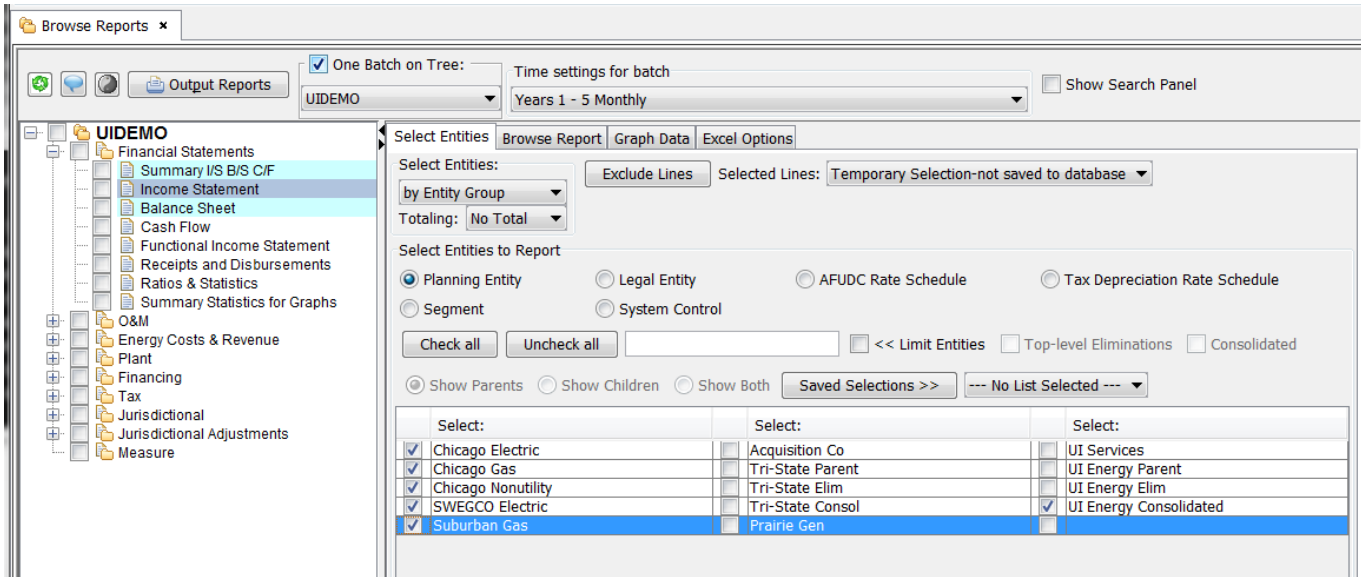 Browse Reports ×
Output Reports
One Batch on Tree:
UIDEMO
Time settings for batch
Years 1 - 5 Monthly
Show Search Panel
UIDEMO
Financial Statements
Summary I/S B/S C/F
Income Statement
Balance Sheet
Cash Flow
Functional Income Statement
Receipts and Disbursements
Ratios & Statistics
Summary Statistics for Graphs
O&M
Energy Costs & Revenue
Plant
Financing
Tax
Jurisdictional
Jurisdictional Adjustments
Measure
Select Entities Browse Report Graph Data Excel Options
Select Entities:
by Entity Group
Totaling: No Total
Exclude Lines Selected Lines: Temporary Selection-not saved to database
Select Entities to Report
Planning Entity Legal Entity AFUDC Rate Schedule Tax Depreciation Rate Schedule
Segment System Control
Check all Uncheck all << Limit Entities Top-level Eliminations Consolidated
Show Parents Show Children Show Both Saved Selections >> --- No List Selected ---
Select: Select: Select:
Chicago Electric Acquisition Co UI Services
Chicago Gas Tri-State Parent UI Energy Parent
Chicago Nonutility Tri-State Elim UI Energy Elim
SWEGCO Electric Tri-State Consol UI Energy Consolidated
Suburban Gas Prairie Gen